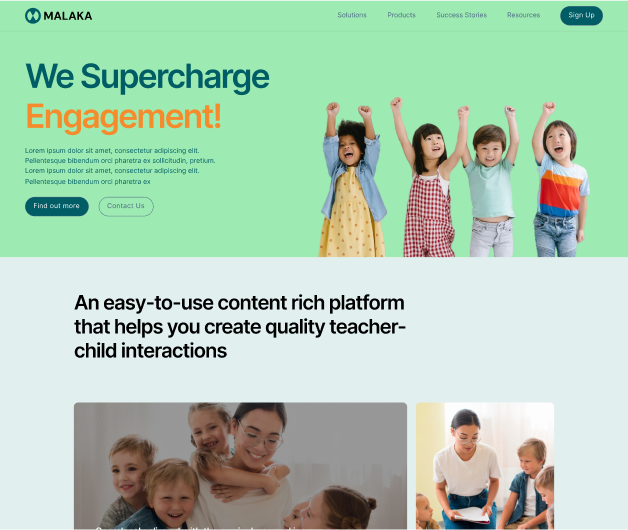 MALAKA
Solutions
Products
Success Stories
Resources
Sign Up
We Supercharge
Engagement!
Lorem ipsum dolor sit amet, consectetur adipiscing elit.
Pellentesque bibendum orci pharetra ex sollicitudin, pretium.
Lorem ipsum dolor sit amet, consectetur adipiscing elit.
Pellentesque bibendum orci pharetra ex
Find out more
Contact Us
An easy-to-use content rich platform
that helps you create quality teacher-
child interactions